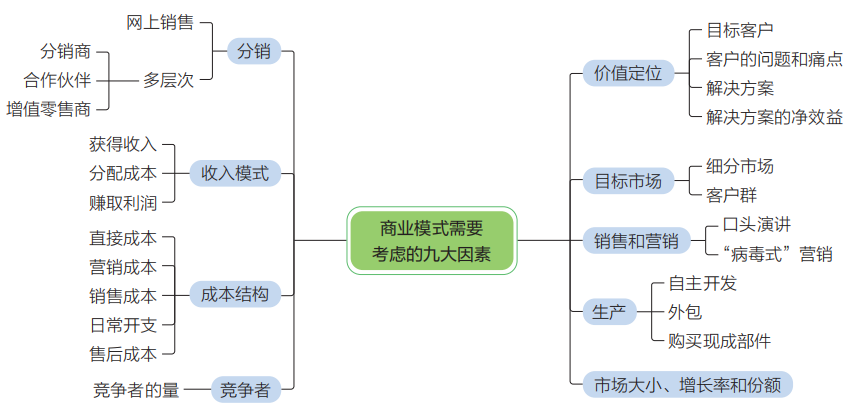 商业模式需要
考虑的九大因素
分销
网上销售
多层次
分销商
合作伙伴
增值零售商
收入模式
获得收入
分配成本
赚取利润
成本结构
直接成本
营销成本
销售成本
日常开支
售后成本
竞争者
竞争者的量
价值定位
目标客户
客户的问题和痛点
解决方案
解决方案的净效益
目标市场
细分市场
客户群
销售和营销
口头演讲
“病毒式”营销
生产
自主开发
外包
购买现成部件
市场大小、增长率和份额